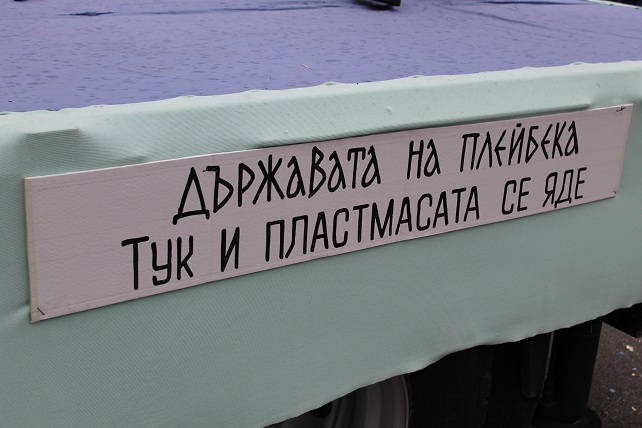 ДЪРЖАВАТА НА ПЛЕЙБЕКА
ТУК И ПЛАСТМАСАТА СЕ ЯДЕ